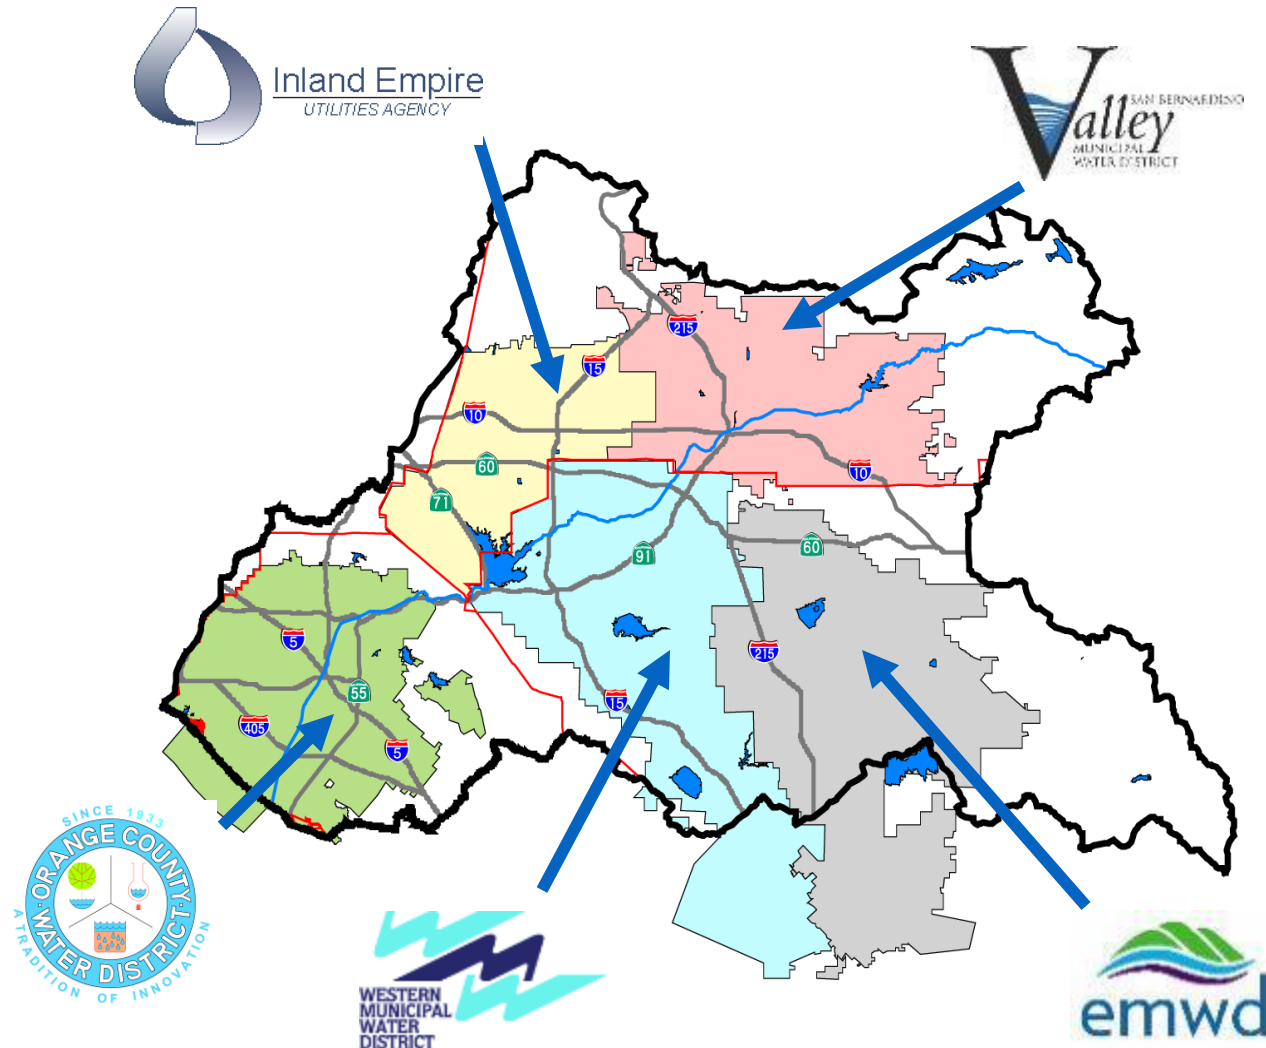 Inland Empire
UTILITIES AGENCY
Valley
SAN BERNARDINO
MUNICIPAL
WATER DISTRICT
215
15
10
60
10
71
91
60
5
215
55
15
405
5
SINCE 1933
ORANGE COUNTY
WATER DISTRICT
A TRADITION OF INNOVATION
WESTERN
MUNICIPAL
WATER
DISTRICT
emwd